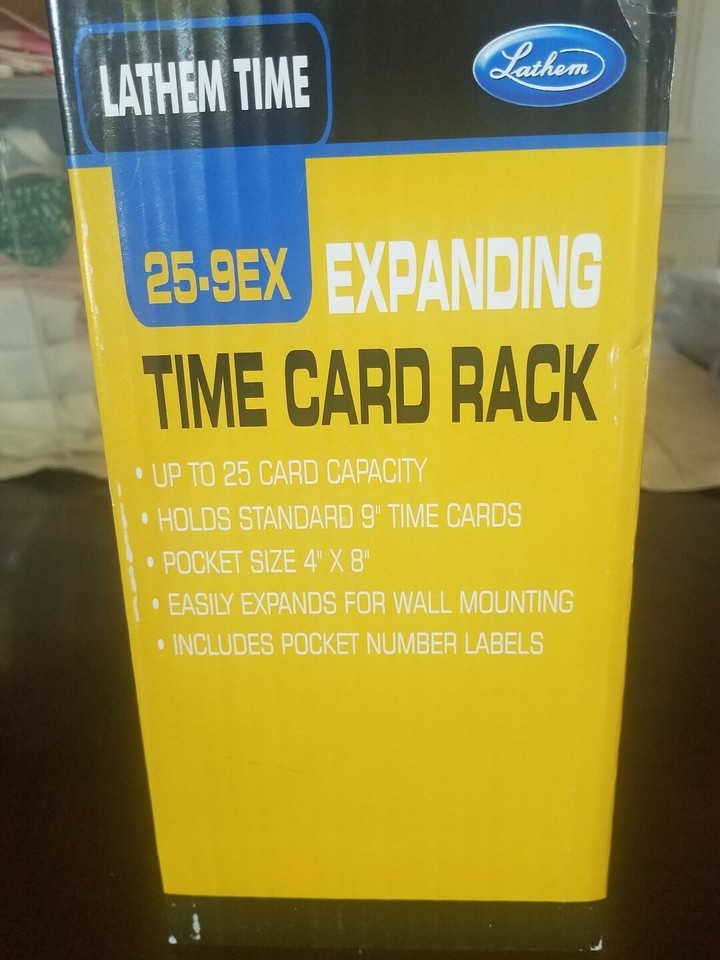 LATHEM TIME
Lathem
25-9EX EXPANDING
TIME CARD RACK
• UP TO 25 CARD CAPACITY
• HOLDS STANDARD 9" TIME CARDS
• POCKET SIZE 4" X 8"
• EASILY EXPANDS FOR WALL MOUNTING
• INCLUDES POCKET NUMBER LABELS